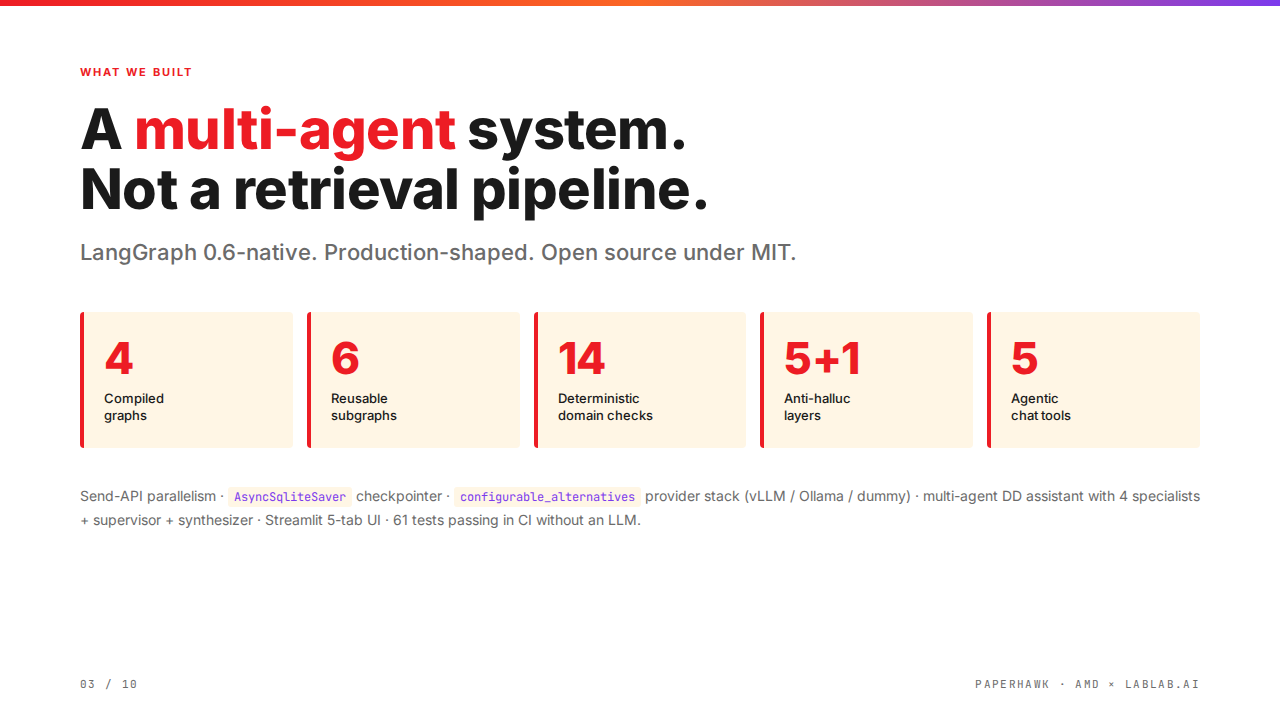 WHAT WE BUILT
A multi-agent system.
Not a retrieval pipeline.
LangGraph 0.6-native. Production-shaped. Open source under MIT.
4
Compiled
graphs
6
Reusable
subgraphs
14
Deterministic
domain checks
5+1
Anti-halluc
layers
5
Agentic
chat tools
Send-API parallelism · AsyncSqliteSaver checkpointer · configurable_alternatives provider stack (vLLM / Ollama / dummy) · multi-agent DD assistant with 4 specialists
+ supervisor + synthesizer · Streamlit 5-tab UI · 61 tests passing in CI without an LLM.
03 / 10
PAPERHAWK · AMD × LABLAB.AI